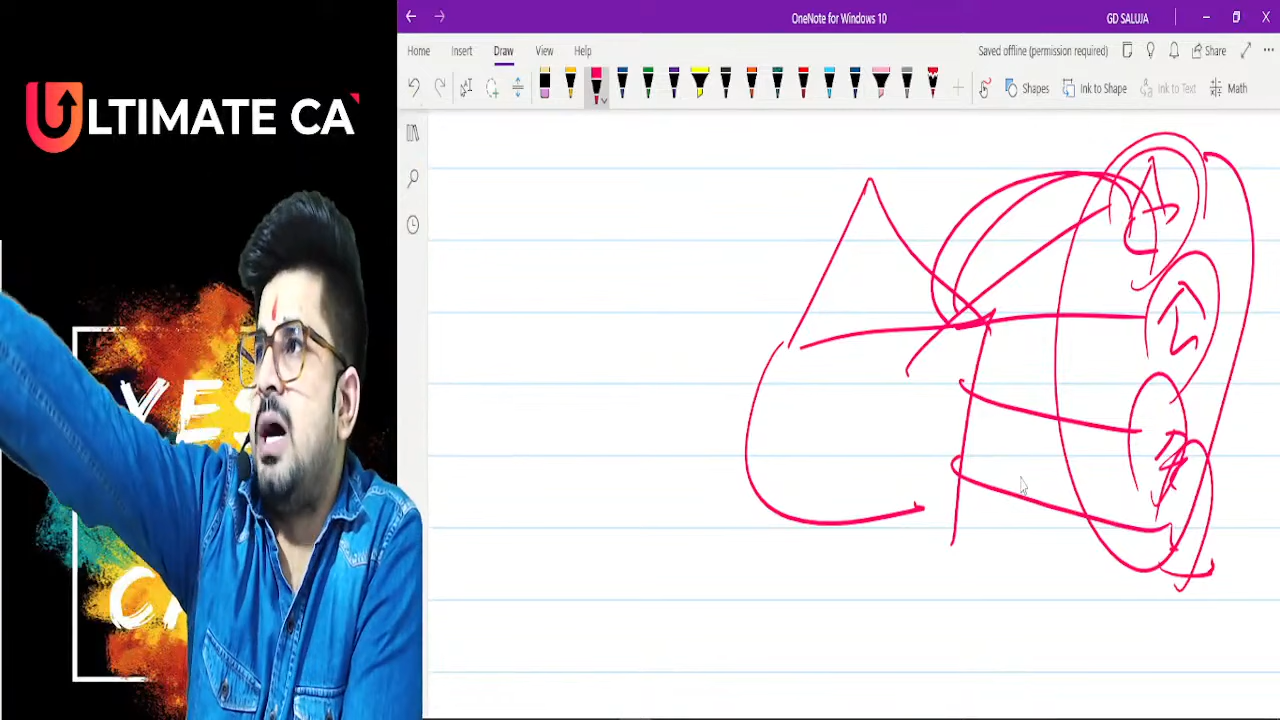 OneNote for Windows 10
GD SALUJA
Home
Insert
Draw
View
Help
Saved offline (permission required)
Share
Shapes
Ink to Shape
Ink to Text
Math
ULTIMATE CA
YES